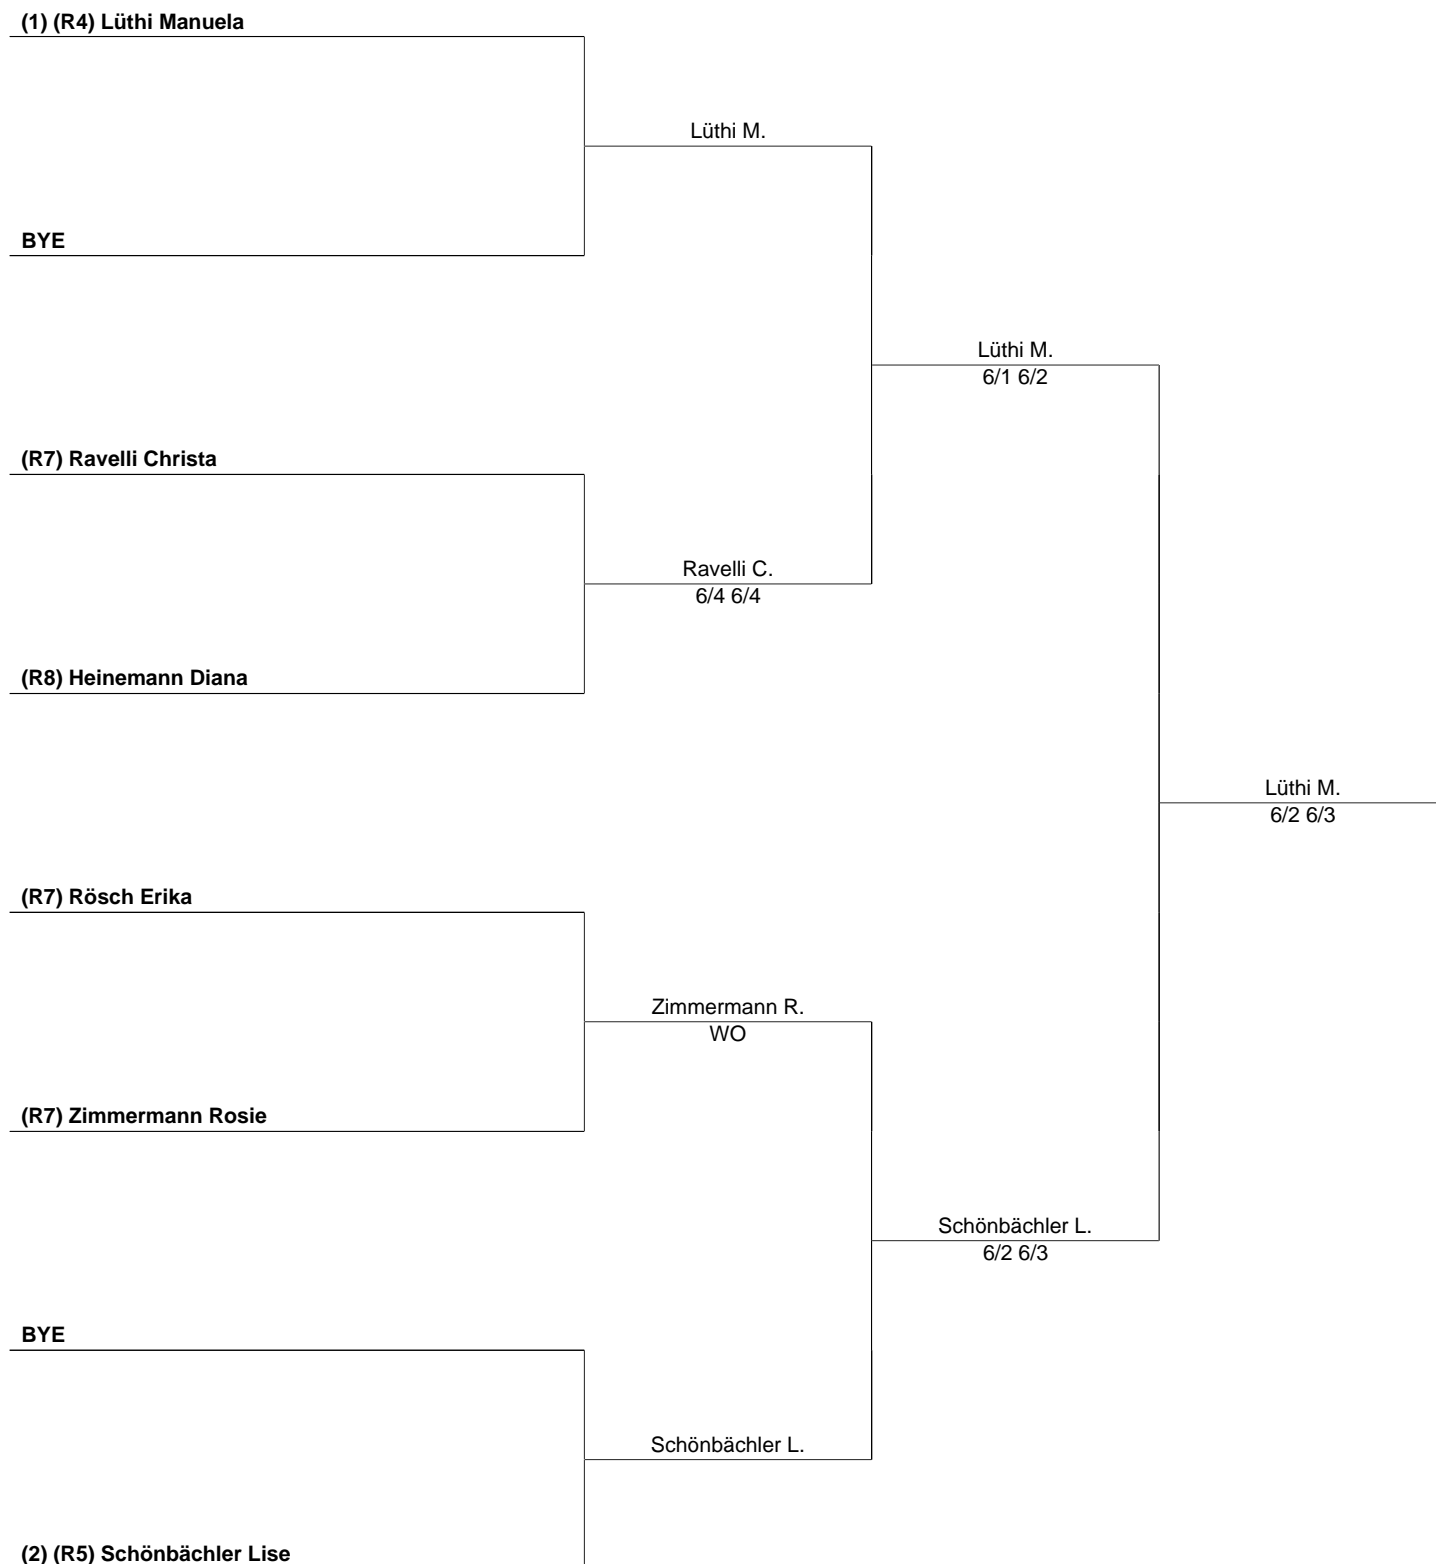 (1) (R4) Lüthi Manuela
Lüthi M.
BYE
Lüthi M.
6/1 6/2
(R7) Ravelli Christa
Ravelli C.
6/4 6/4
(R8) Heinemann Diana
Lüthi M.
6/2 6/3
(R7) Rösch Erika
Zimmermann R.
WO
(R7) Zimmermann Rosie
Schönbächler L.
6/2 6/3
BYE
Schönbächler L.
(2) (R5) Schönbächler Lise